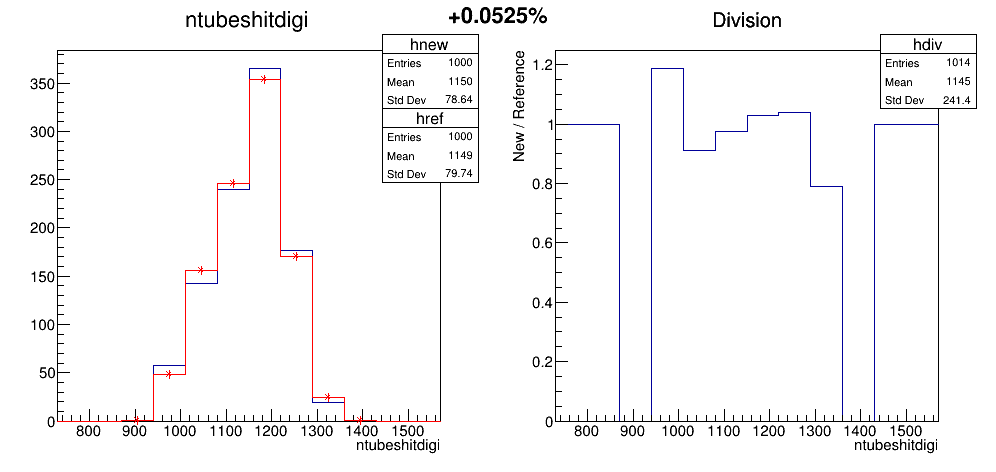 +0.0525%
ntubeshitdigi
hnew
Entries 1000
Mean 1150
Std Dev 78.64
href
Entries 1000
Mean 1149
Std Dev 79.74
350
300
250
200
150
100
50
0
800 900 1000 1100 1200 1300 1400 1500
ntubeshitdigi
Division
hdiv
Entries 1014
Mean 1145
Std Dev 241.4
New / Reference
1.2
1
0.8
0.6
0.4
0.2
0
800 900 1000 1100 1200 1300 1400 1500
ntubeshitdigi